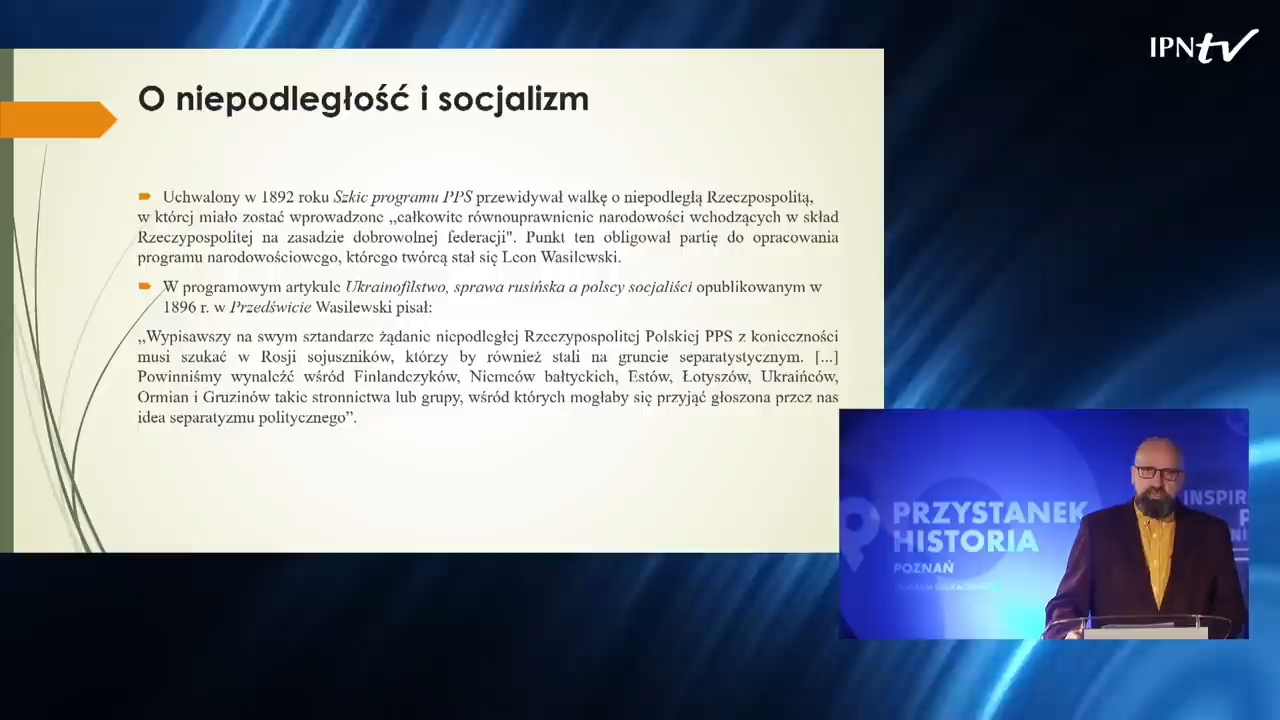 IPNtv
O niepodległość i socjalizm
Uchwalony w 1892 roku Szkic programu PPS przewidywał walkę o niepodległą Rzeczpospolitą,
w której miało zostać wprowadzone „całkowite równouprawnienie narodowości wchodzących w skład
Rzeczypospolitej na zasadzie dobrowolnej federacji". Punkt ten obligował partię do opracowania
programu narodowościowego, którego twórcą stał się Leon Wasilewski.
W programowym artykule Ukrainofilstwo, sprawa rusińska a polscy socjaliści opublikowanym w
1896 r. w Przedświcie Wasilewski pisał:
„Wypisawszy na swym sztandarze żądanie niepodległej Rzeczypospolitej Polskiej PPS z konieczności
musi szukać w Rosji sojuszników, którzy by również stali na gruncie separatystycznym. [...]
Powinniśmy wynaleźć wśród Finlandczyków, Niemców bałtyckich, Estów, Łotyszów, Ukraińców,
Ormian i Gruzinów takie stronnictwa lub grupy, wśród których mogłaby się przyjąć głoszona przez nas
idea separatyzmu politycznego”.
PRZYSTANEK
HISTORIA
POZNAŃ
INSPIR